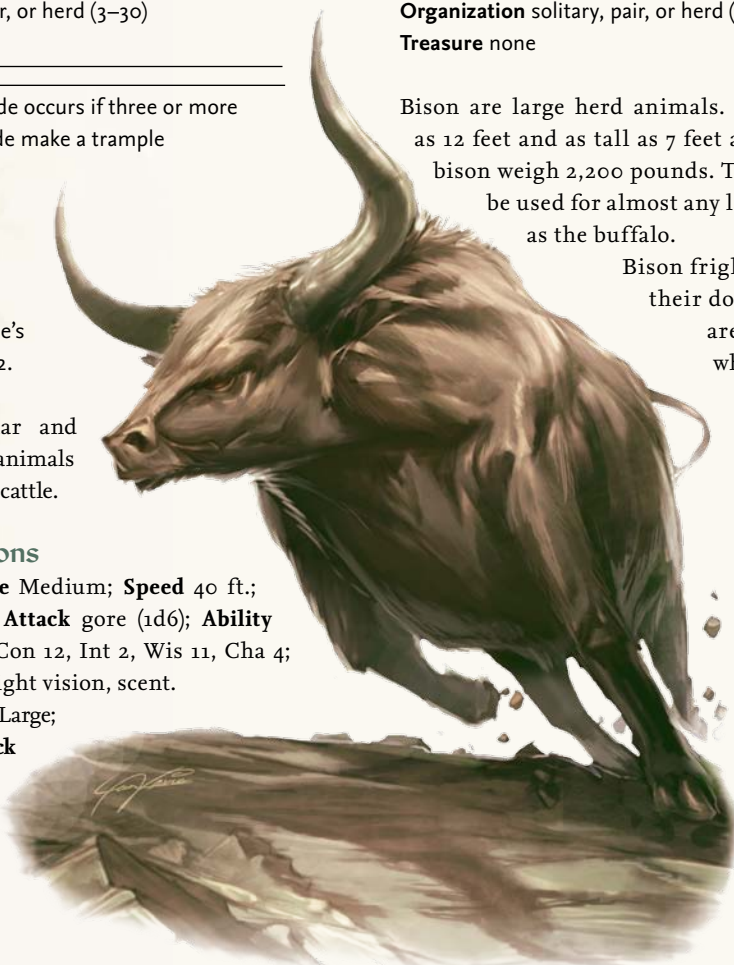 r, or herd (3–30)
de occurs if three or more
de make a trample
e’s
2.
ar and
animals
cattle.
ons
e Medium; Speed 40 ft.;
Attack gore (1d6); Ability
Con 12, Int 2, Wis 11, Cha 4;
ght vision, scent.
Large;
ck
Organization solitary, pair, or herd (
Treasure none
Bison are large herd animals.
as 12 feet and as tall as 7 feet a
bison weigh 2,200 pounds. T
be used for almost any l
as the buffalo.
Bison frigh
their do
are
wh